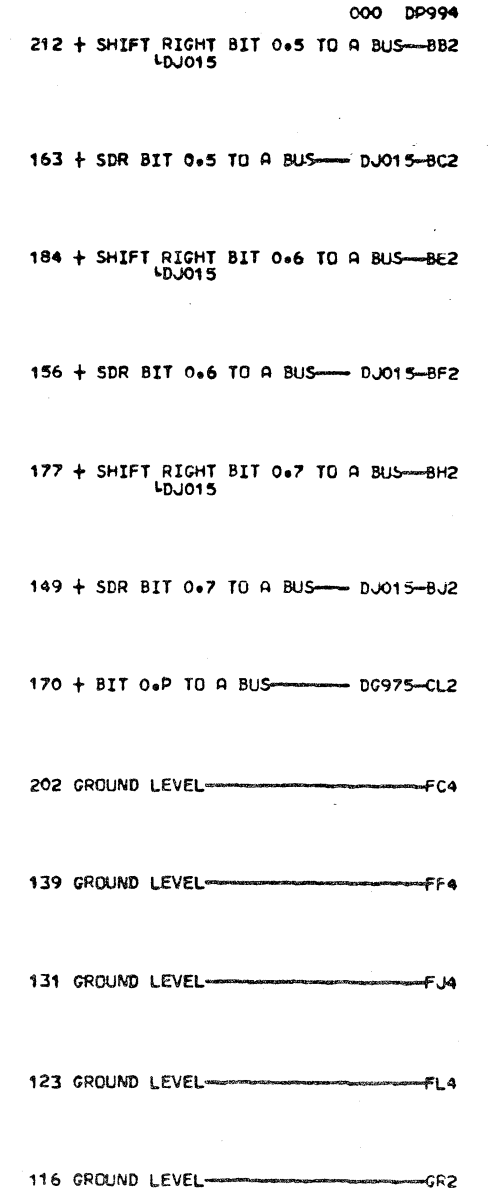 000 DP994
212 + SHIFT RIGHT BIT 0.5 TO A BUS——BB2
└DJ015
163 + SDR BIT 0.5 TO A BUS—— DJ015—BC2
184 + SHIFT RIGHT BIT 0.6 TO A BUS——BE2
└DJ015
156 + SDR BIT 0.6 TO A BUS—— DJ015—BF2
177 + SHIFT RIGHT BIT 0.7 TO A BUS——BH2
└DJ015
149 + SDR BIT 0.7 TO A BUS—— DJ015—BJ2
170 + BIT 0.P TO A BUS———— DG975—CL2
202 GROUND LEVEL——————————FC4
139 GROUND LEVEL——————————FF4
131 GROUND LEVEL——————————FJ4
123 GROUND LEVEL——————————FL4
116 GROUND LEVEL——————————GR2